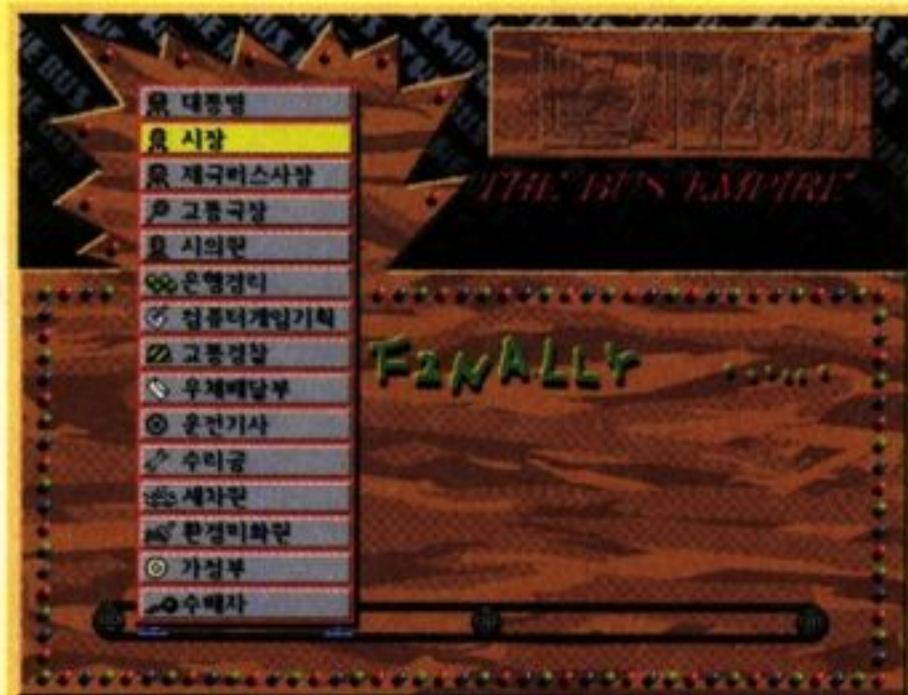 대통령
시장
제국버스사장
교통국장
시의원
은행경리
컴퓨터게임기획
교통경찰
우체배달부
운전기사
수리공
세차원
환경미화원
가정부
수배자
THE BUS EMPIRE
F2NALLY ......